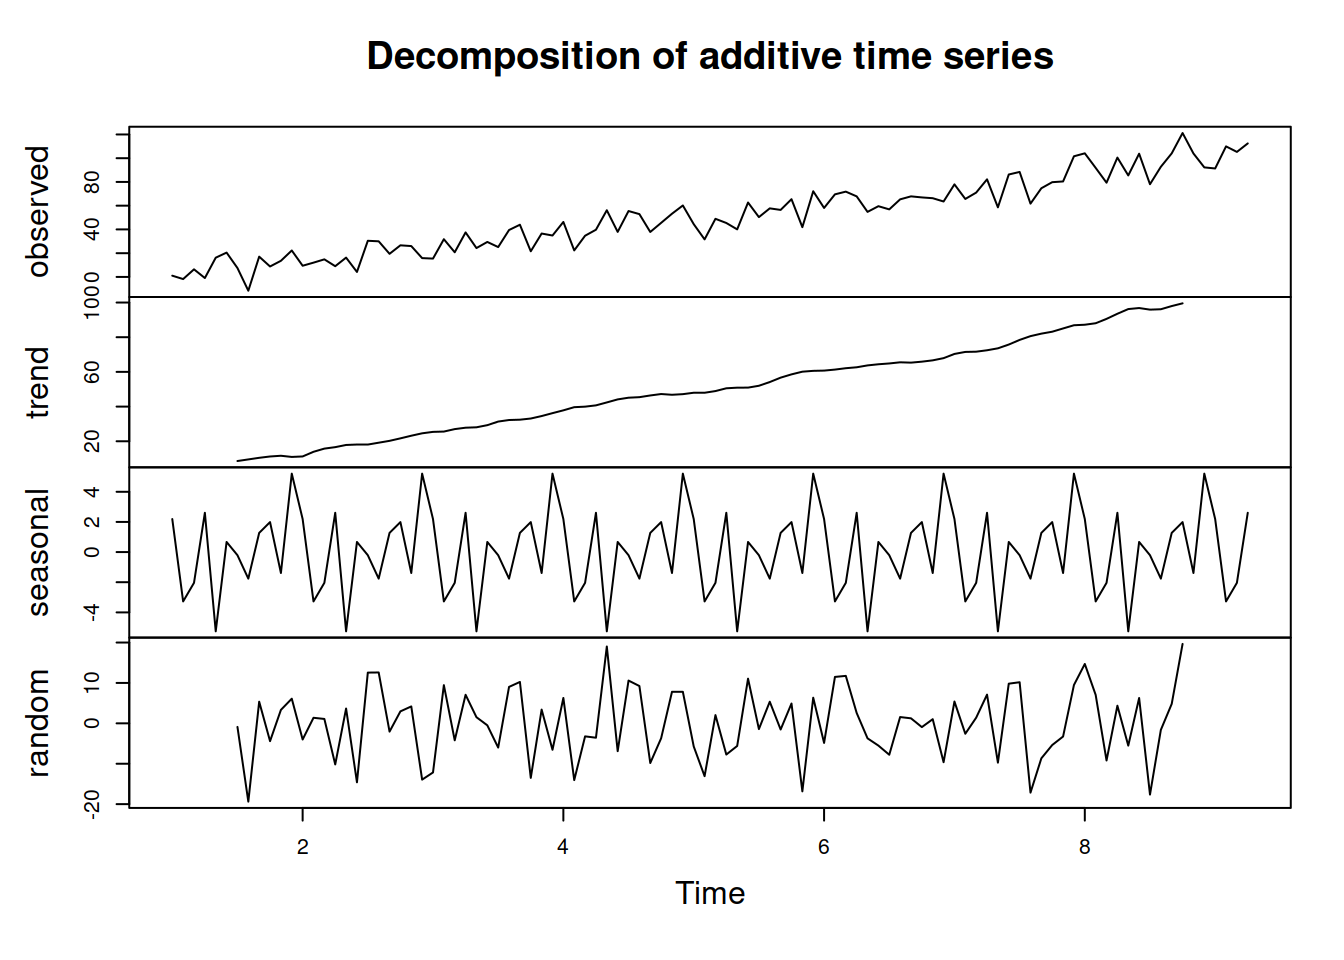 Decomposition of additive time series
observed
0 40 80
trend
20 60 100
seasonal
-4 0 2 4
random
-20 0 10
2 4 6 8
Time